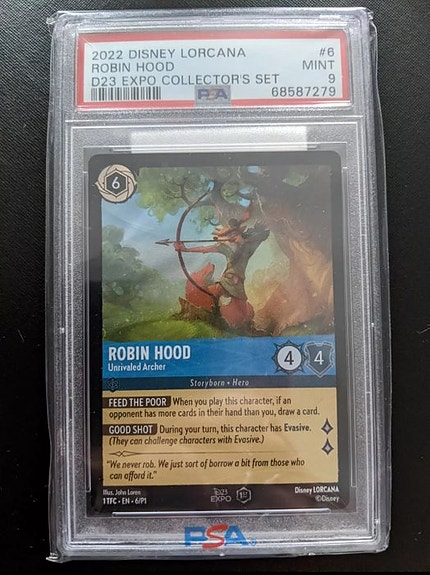 2022 DISNEY LORCANA #6
ROBIN HOOD MINT
D23 EXPO COLLECTOR'S SET 9
PSA 68587279
6
ROBIN HOOD
Unrivaled Archer
4 4
Storyborn • Hero
FEED THE POOR When you play this character, if an
opponent has more cards in their hand than you, draw a card.
GOOD SHOT During your turn, this character has Evasive.
(They can challenge characters with Evasive.)
"We never rob. We just sort of borrow a bit from those who
can afford it."
Illus. John Loren
1 TFC • EN • 6/P1
D23
EXPO
Disney LORCANA
©Disney
PSA